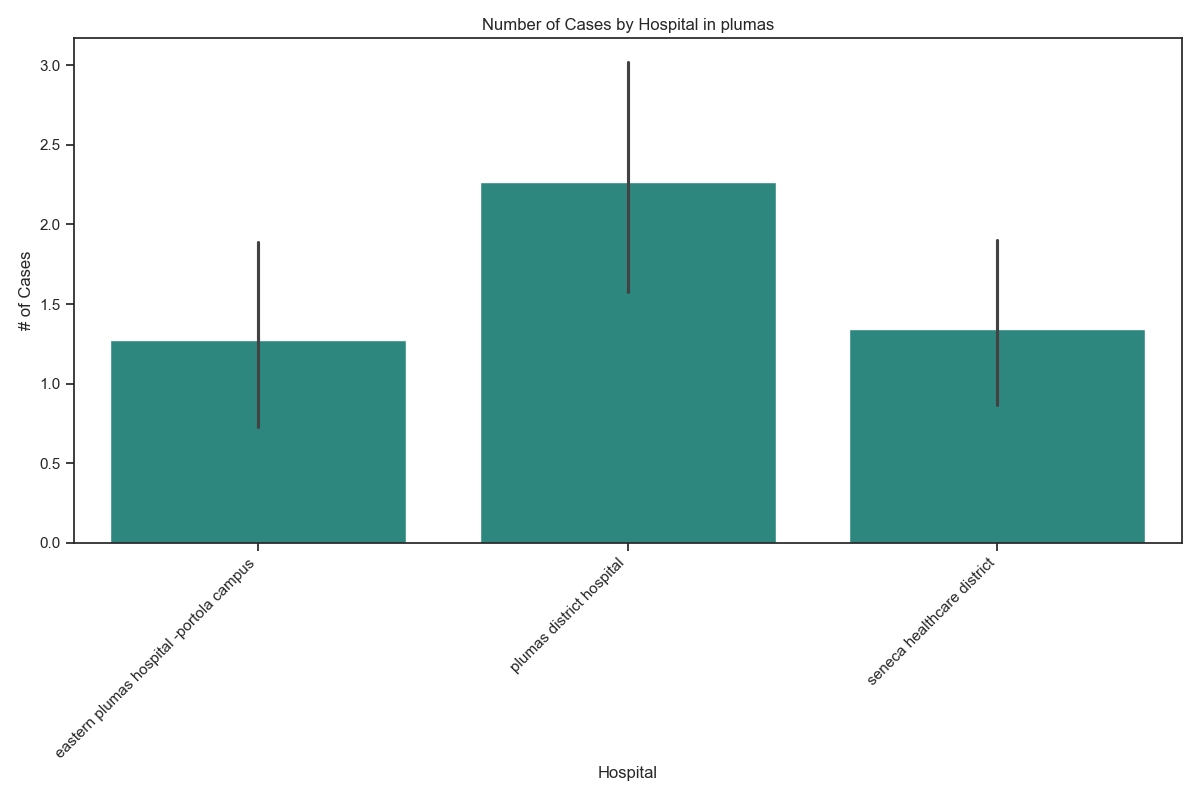 Number of Cases by Hospital in plumas
# of Cases
3.0
2.5
2.0
1.5
1.0
0.5
0.0
eastern plumas hospital -portola campus
plumas district hospital
seneca healthcare district
Hospital